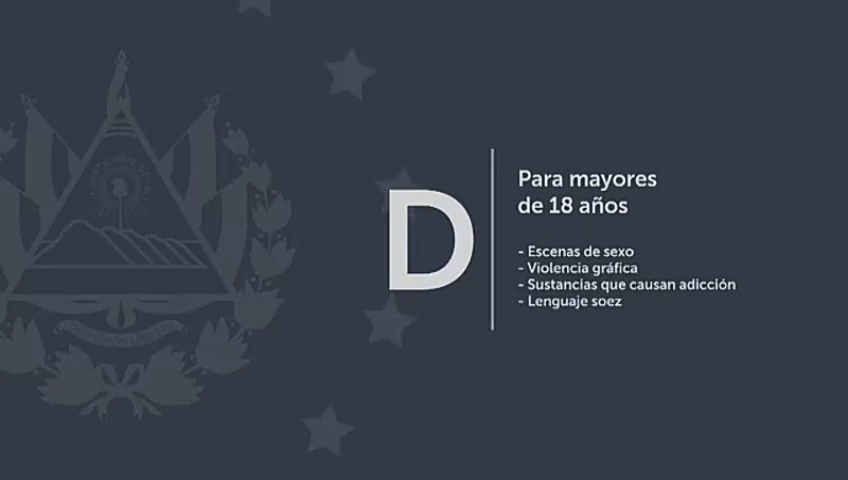 D
Para mayores
de 18 años
- Escenas de sexo
- Violencia gráfica
- Sustancias que causan adicción
- Lenguaje soez